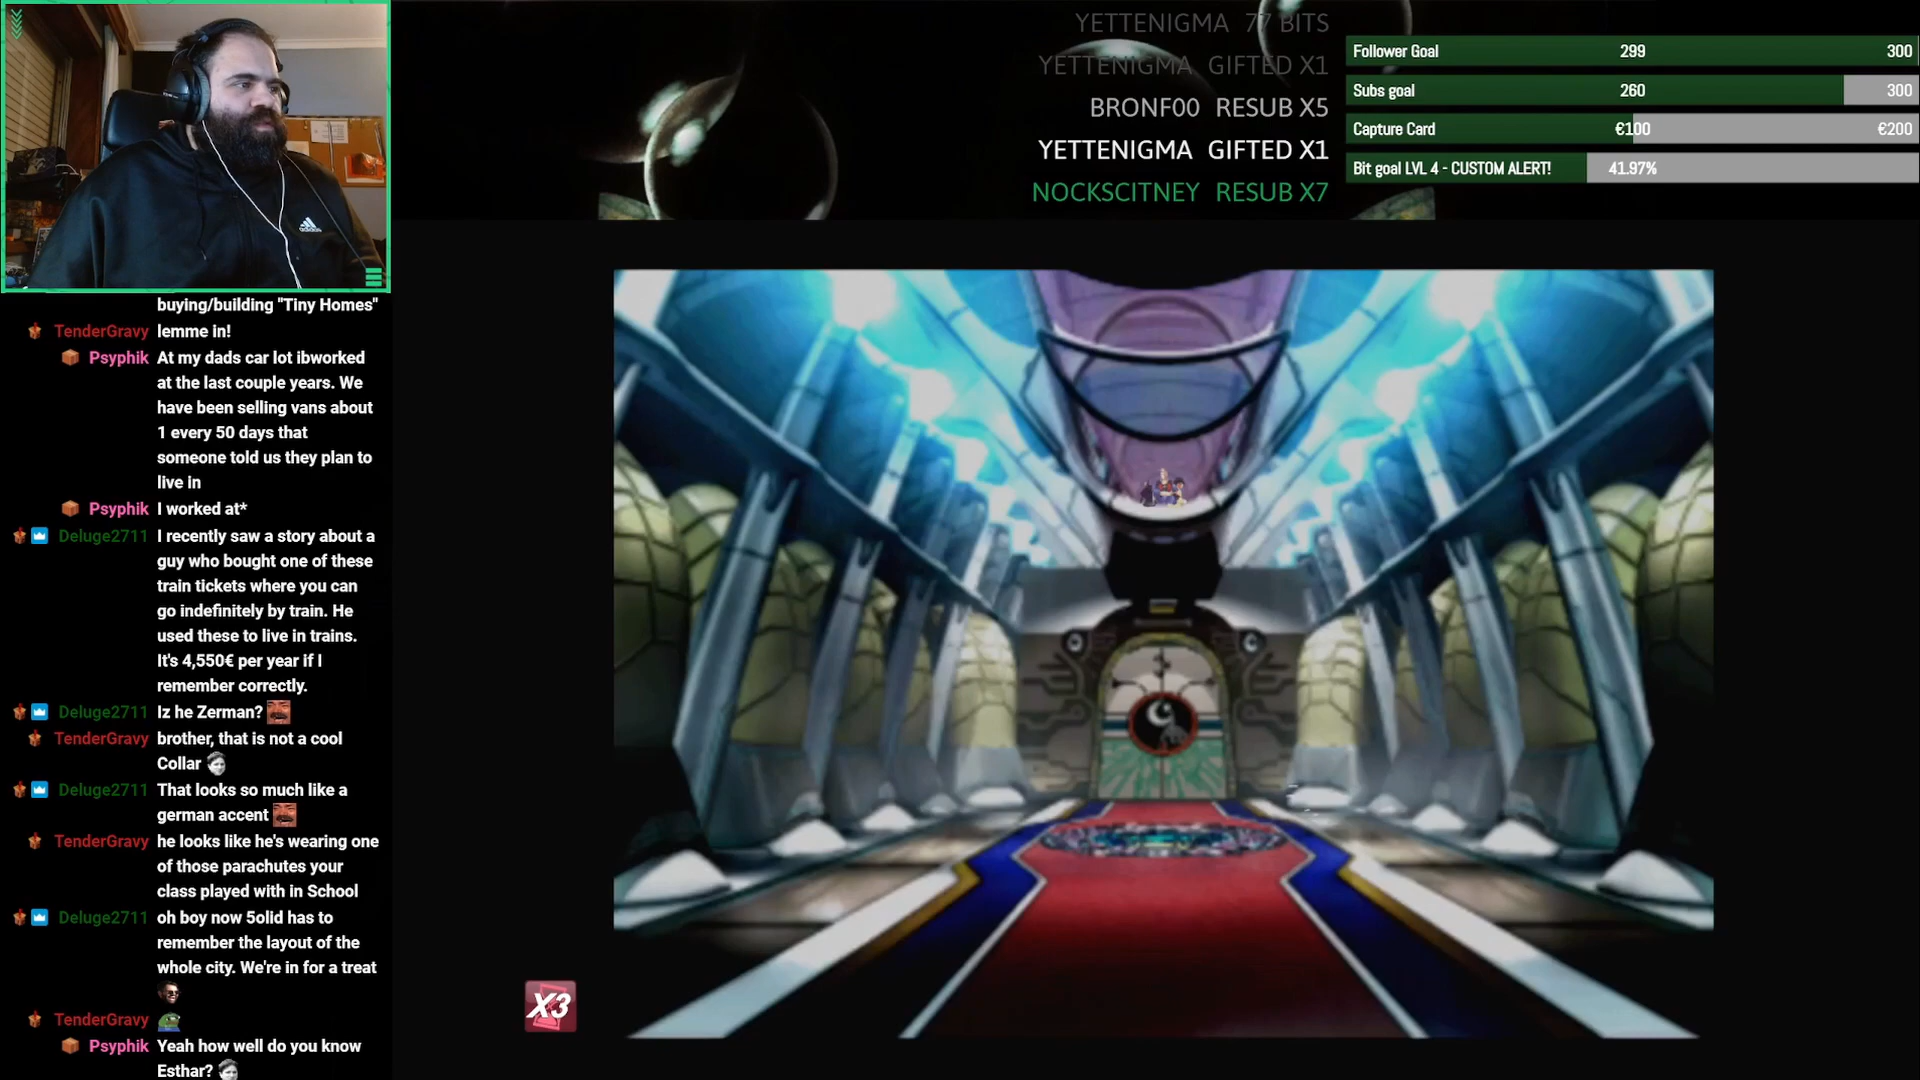 YETTENIGMA 77 BITS
YETTENIGMA GIFTED X1
BRONF00 RESUB X5
YETTENIGMA GIFTED X1
NOCKSCITNEY RESUB X7
Follower Goal 299 300
Subs goal 260 300
Capture Card €100 €200
Bit goal LVL 4 - CUSTOM ALERT! 41.97%
adidas
buying/building "Tiny Homes"
TenderGravy lemme in!
Psyphik At my dads car lot ibworked
at the last couple years. We
have been selling vans about
1 every 50 days that
someone told us they plan to
live in
Psyphik I worked at*
Deluge2711 I recently saw a story about a
guy who bought one of these
train tickets where you can
go indefinitely by train. He
used these to live in trains.
It's 4,550€ per year if I
remember correctly.
Deluge2711 Iz he Zerman?
TenderGravy brother, that is not a cool
Collar
Deluge2711 That looks so much like a
german accent
TenderGravy he looks like he's wearing one
of those parachutes your
class played with in School
Deluge2711 oh boy now 5olid has to
remember the layout of the
whole city. We're in for a treat
TenderGravy
Psyphik Yeah how well do you know
Esthar?
X3